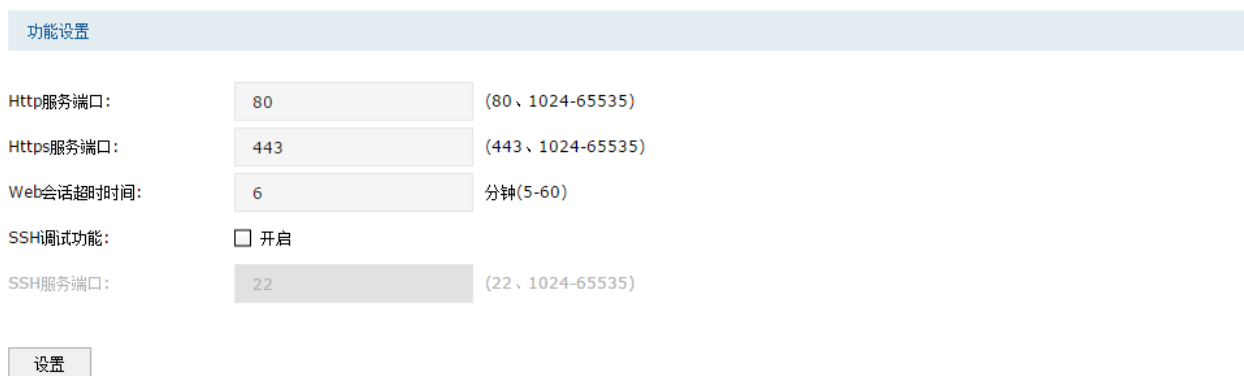 功能设置
Http服务端口: 80 (80、1024-65535)
Https服务端口: 443 (443、1024-65535)
Web会话超时时间: 6 分钟(5-60)
SSH调试功能: 开启
SSH服务端口: 22 (22、1024-65535)
设置